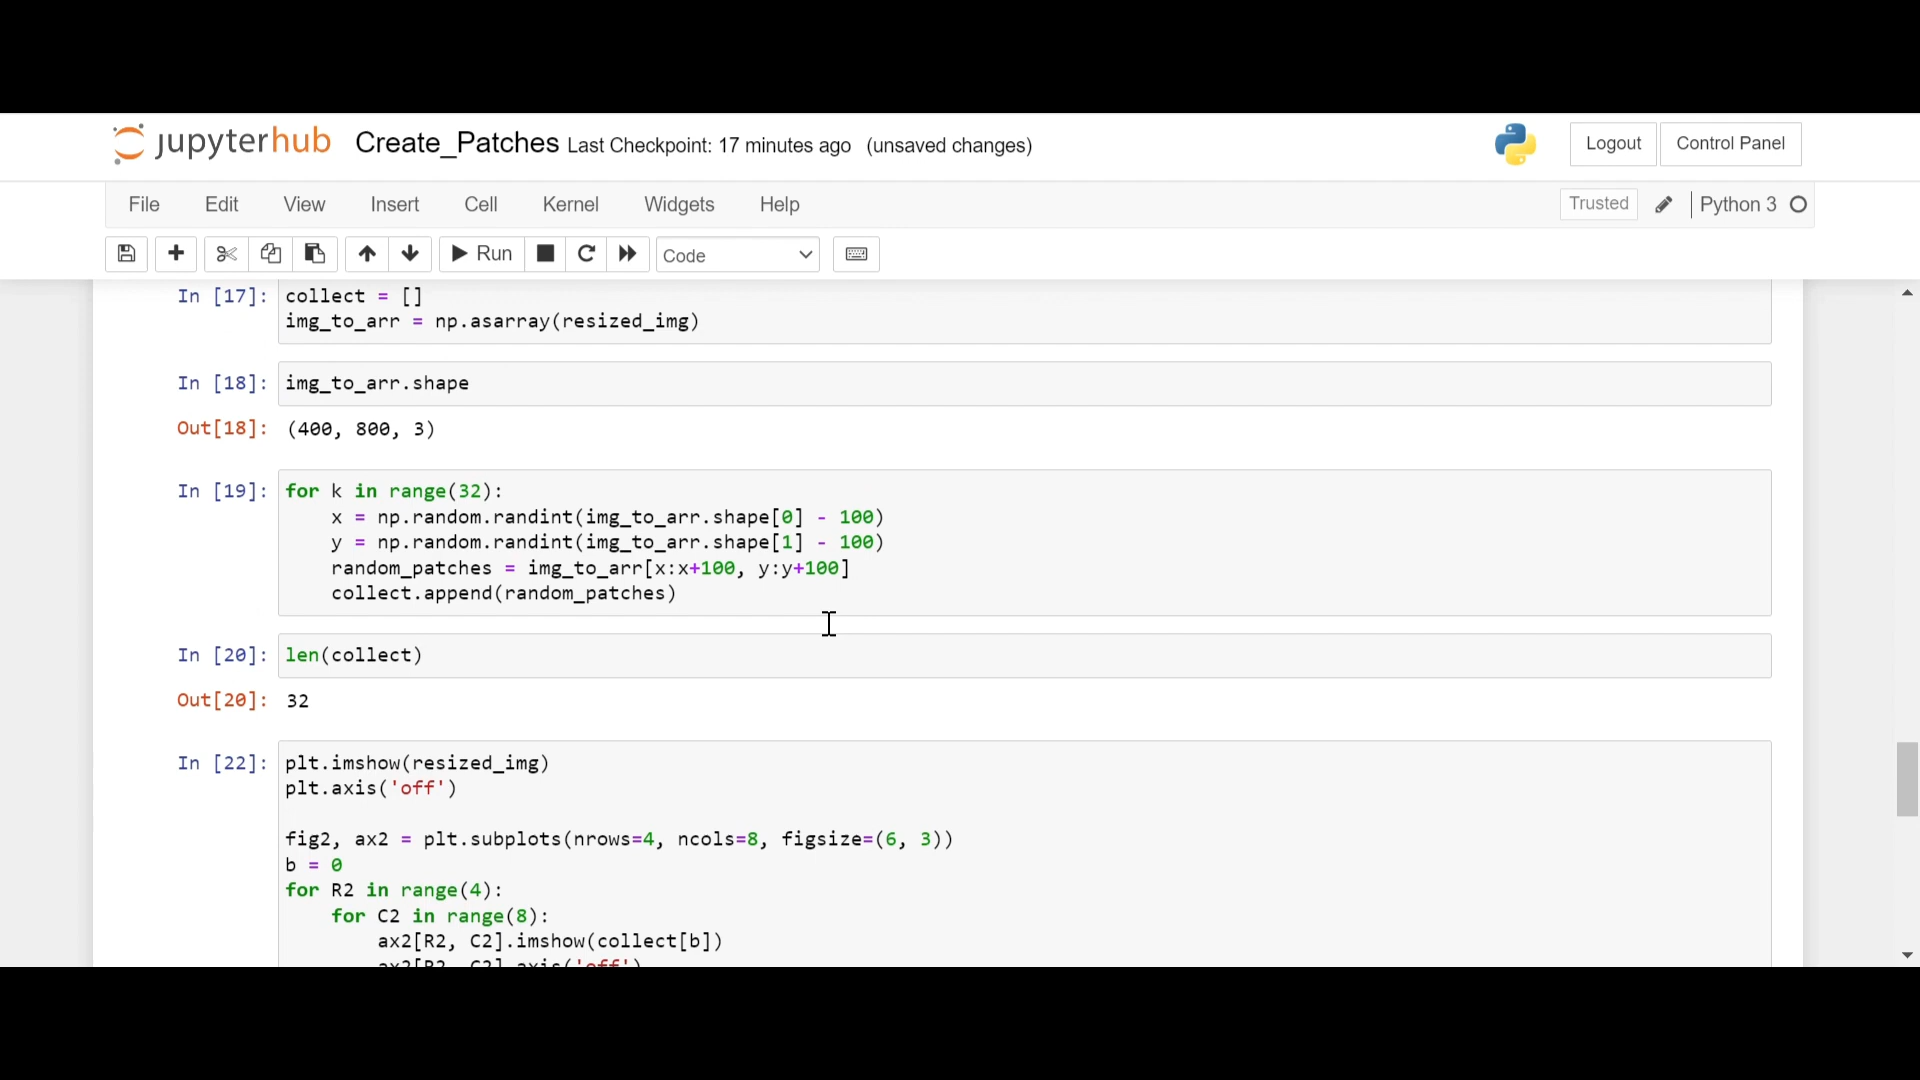 jupyterhub Create_Patches Last Checkpoint: 17 minutes ago (unsaved changes) Logout Control Panel
File Edit View Insert Cell Kernel Widgets Help Trusted Python 3
Run Code
In [17]: collect = []
img_to_arr = np.asarray(resized_img)
In [18]: img_to_arr.shape
Out[18]: (400, 800, 3)
In [19]: for k in range(32):
x = np.random.randint(img_to_arr.shape[0] - 100)
y = np.random.randint(img_to_arr.shape[1] - 100)
random_patches = img_to_arr[x:x+100, y:y+100]
collect.append(random_patches)
In [20]: len(collect)
Out[20]: 32
In [22]: plt.imshow(resized_img)
plt.axis('off')
fig2, ax2 = plt.subplots(nrows=4, ncols=8, figsize=(6, 3))
b = 0
for R2 in range(4):
for C2 in range(8):
ax2[R2, C2].imshow(collect[b])
ax2[R2, C2].axis('off')